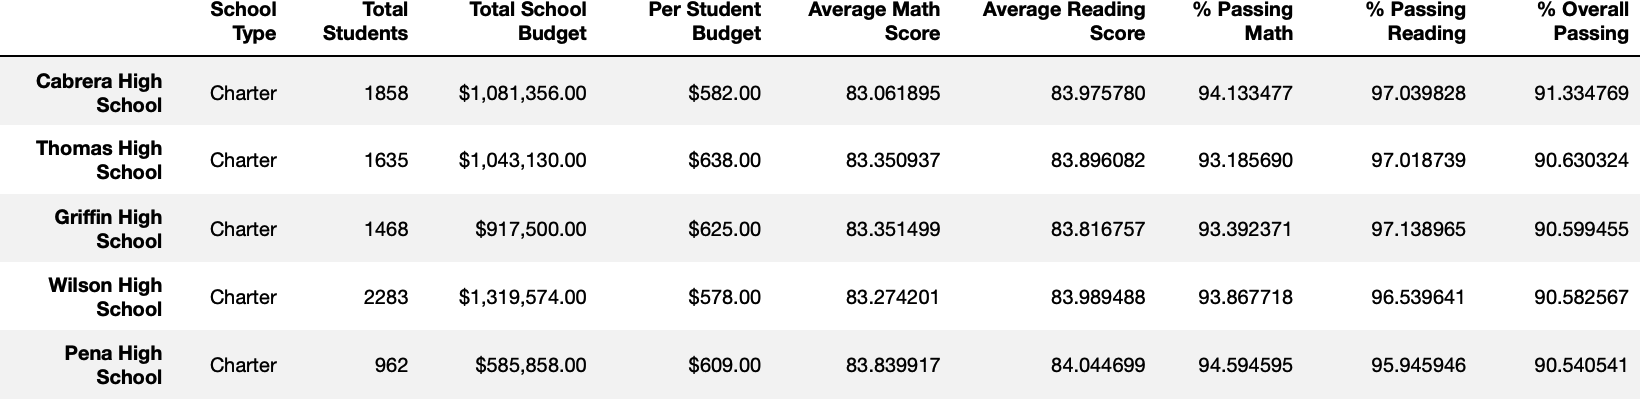 School Total Total School Per Student Average Math Average Reading % Passing % Passing % Overall
Type Students Budget Budget Score Score Math Reading Passing
Cabrera High
School Charter 1858 $1,081,356.00 $582.00 83.061895 83.975780 94.133477 97.039828 91.334769
Thomas High
School Charter 1635 $1,043,130.00 $638.00 83.350937 83.896082 93.185690 97.018739 90.630324
Griffin High
School Charter 1468 $917,500.00 $625.00 83.351499 83.816757 93.392371 97.138965 90.599455
Wilson High
School Charter 2283 $1,319,574.00 $578.00 83.274201 83.989488 93.867718 96.539641 90.582567
Pena High
School Charter 962 $585,858.00 $609.00 83.839917 84.044699 94.594595 95.945946 90.540541